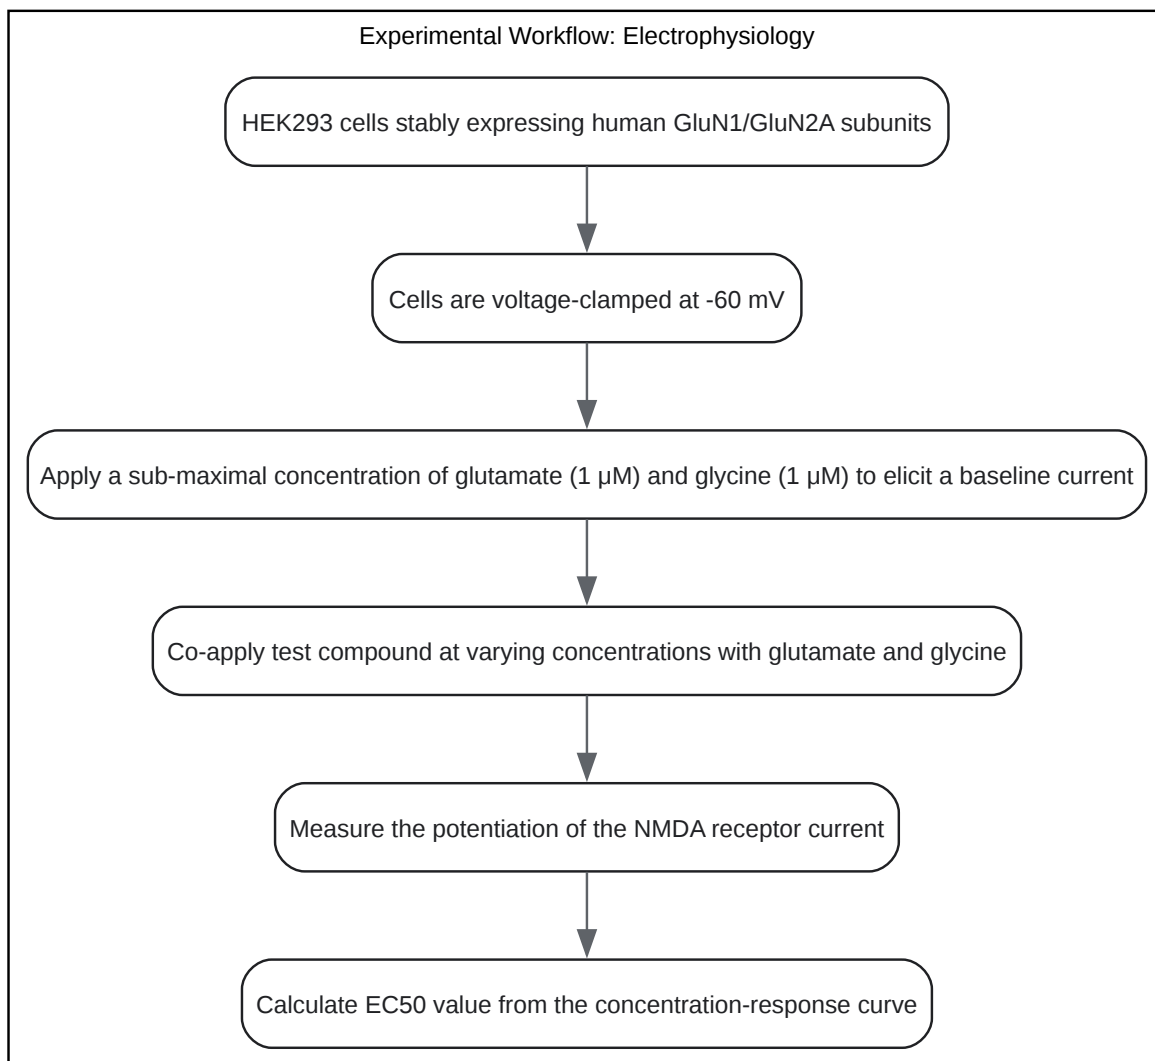 Experimental Workflow: Electrophysiology
HEK293 cells stably expressing human GluN1/GluN2A subunits
Cells are voltage-clamped at -60 mV
Apply a sub-maximal concentration of glutamate (1 μM) and glycine (1 μM) to elicit a baseline current
Co-apply test compound at varying concentrations with glutamate and glycine
Measure the potentiation of the NMDA receptor current
Calculate EC50 value from the concentration-response curve